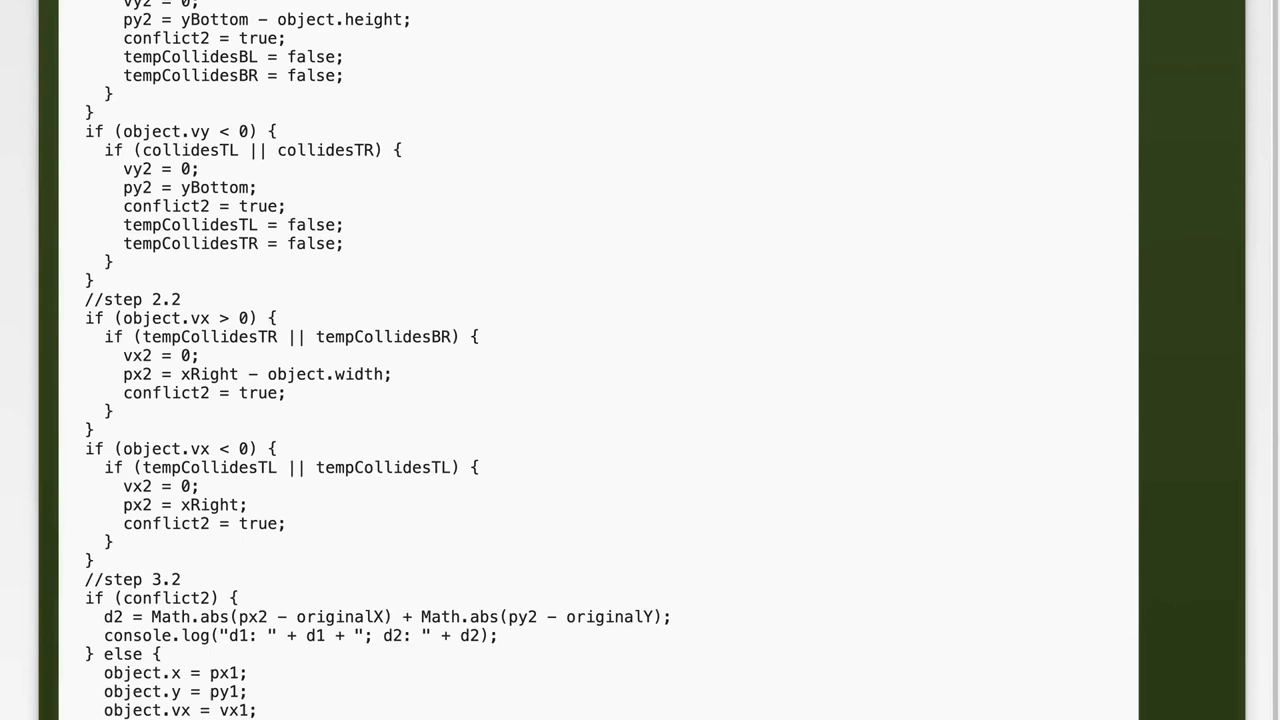 vy2 = 0;
py2 = yBottom − object.height;
conflict2 = true;
tempCollidesBL = false;
tempCollidesBR = false;
}
}
if (object.vy < 0) {
if (collidesTL || collidesTR) {
vy2 = 0;
py2 = yBottom;
conflict2 = true;
tempCollidesTL = false;
tempCollidesTR = false;
}
}
//step 2.2
if (object.vx > 0) {
if (tempCollidesTR || tempCollidesBR) {
vx2 = 0;
px2 = xRight − object.width;
conflict2 = true;
}
}
if (object.vx < 0) {
if (tempCollidesTL || tempCollidesTL) {
vx2 = 0;
px2 = xRight;
conflict2 = true;
}
}
//step 3.2
if (conflict2) {
d2 = Math.abs(px2 − originalX) + Math.abs(py2 − originalY);
console.log("d1: " + d1 + "; d2: " + d2);
} else {
object.x = px1;
object.y = py1;
object.vx = vx1;